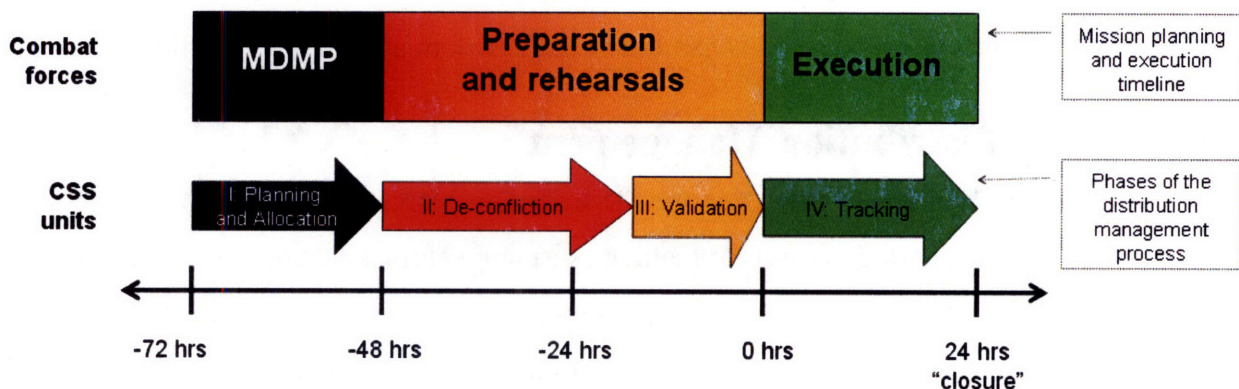 Combat
forces
MDMP
Preparation
and rehearsals
Execution
Mission planning
and execution
timeline
CSS
units
I: Planning
and Allocation
II: De-confliction
III: Validation
IV: Tracking
Phases of the
distribution
management
process
-72 hrs
-48 hrs
-24 hrs
0 hrs
24 hrs
"closure"